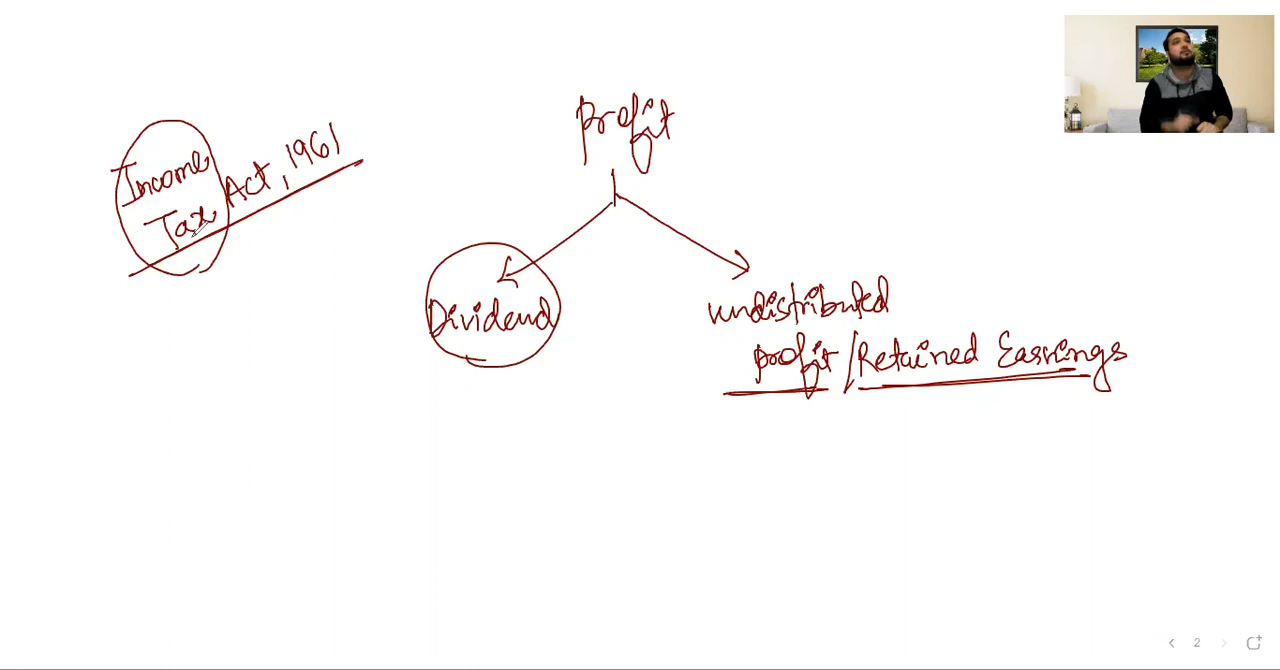 Profit
Income
Tax Act, 1961
Dividend
undistributed
profit / Retained Earnings
2